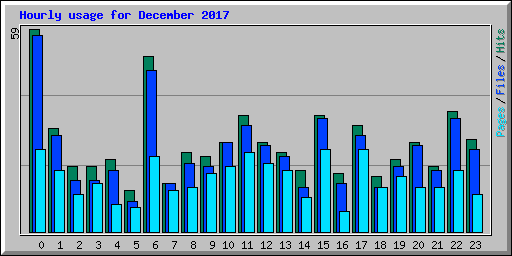 Hourly usage for December 2017
59
Pages/Files/Hits
0 1 2 3 4 5 6 7 8 9 10 11 12 13 14 15 16 17 18 19 20 21 22 23